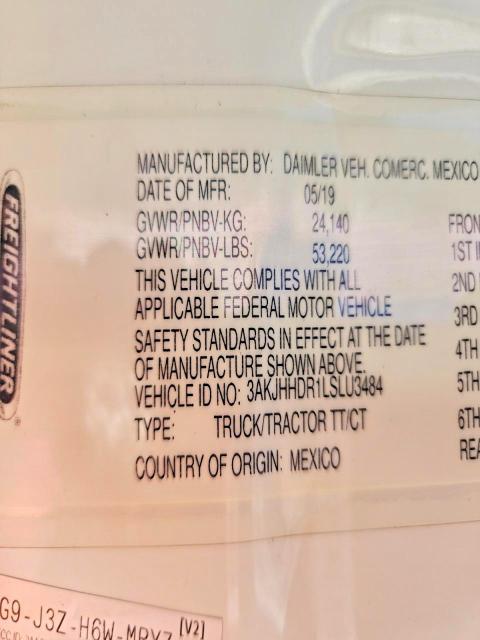 FREIGHTLINER
MANUFACTURED BY: DAIMLER VEH. COMERC. MEXICO
DATE OF MFR: 05/19
GVWR/PNBV-KG: 24,140
GVWR/PNBV-LBS: 53,220
THIS VEHICLE COMPLIES WITH ALL
APPLICABLE FEDERAL MOTOR VEHICLE
SAFETY STANDARDS IN EFFECT AT THE DATE
OF MANUFACTURE SHOWN ABOVE.
VEHICLE ID NO: 3AKJHHDR1LSLU3484
TYPE: TRUCK/TRACTOR TT/CT
COUNTRY OF ORIGIN: MEXICO
FRON
1ST
2ND
3RD
4TH
5TH
6TH
REA
G9-J3Z-H6W-MRYZ [V2]